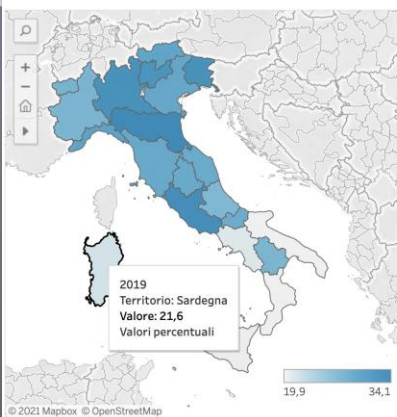 2019
Territorio: Sardegna
Valore: 21,6
Valori percentuali
19,9 34,1
© 2021 Mapbox © OpenStreetMap